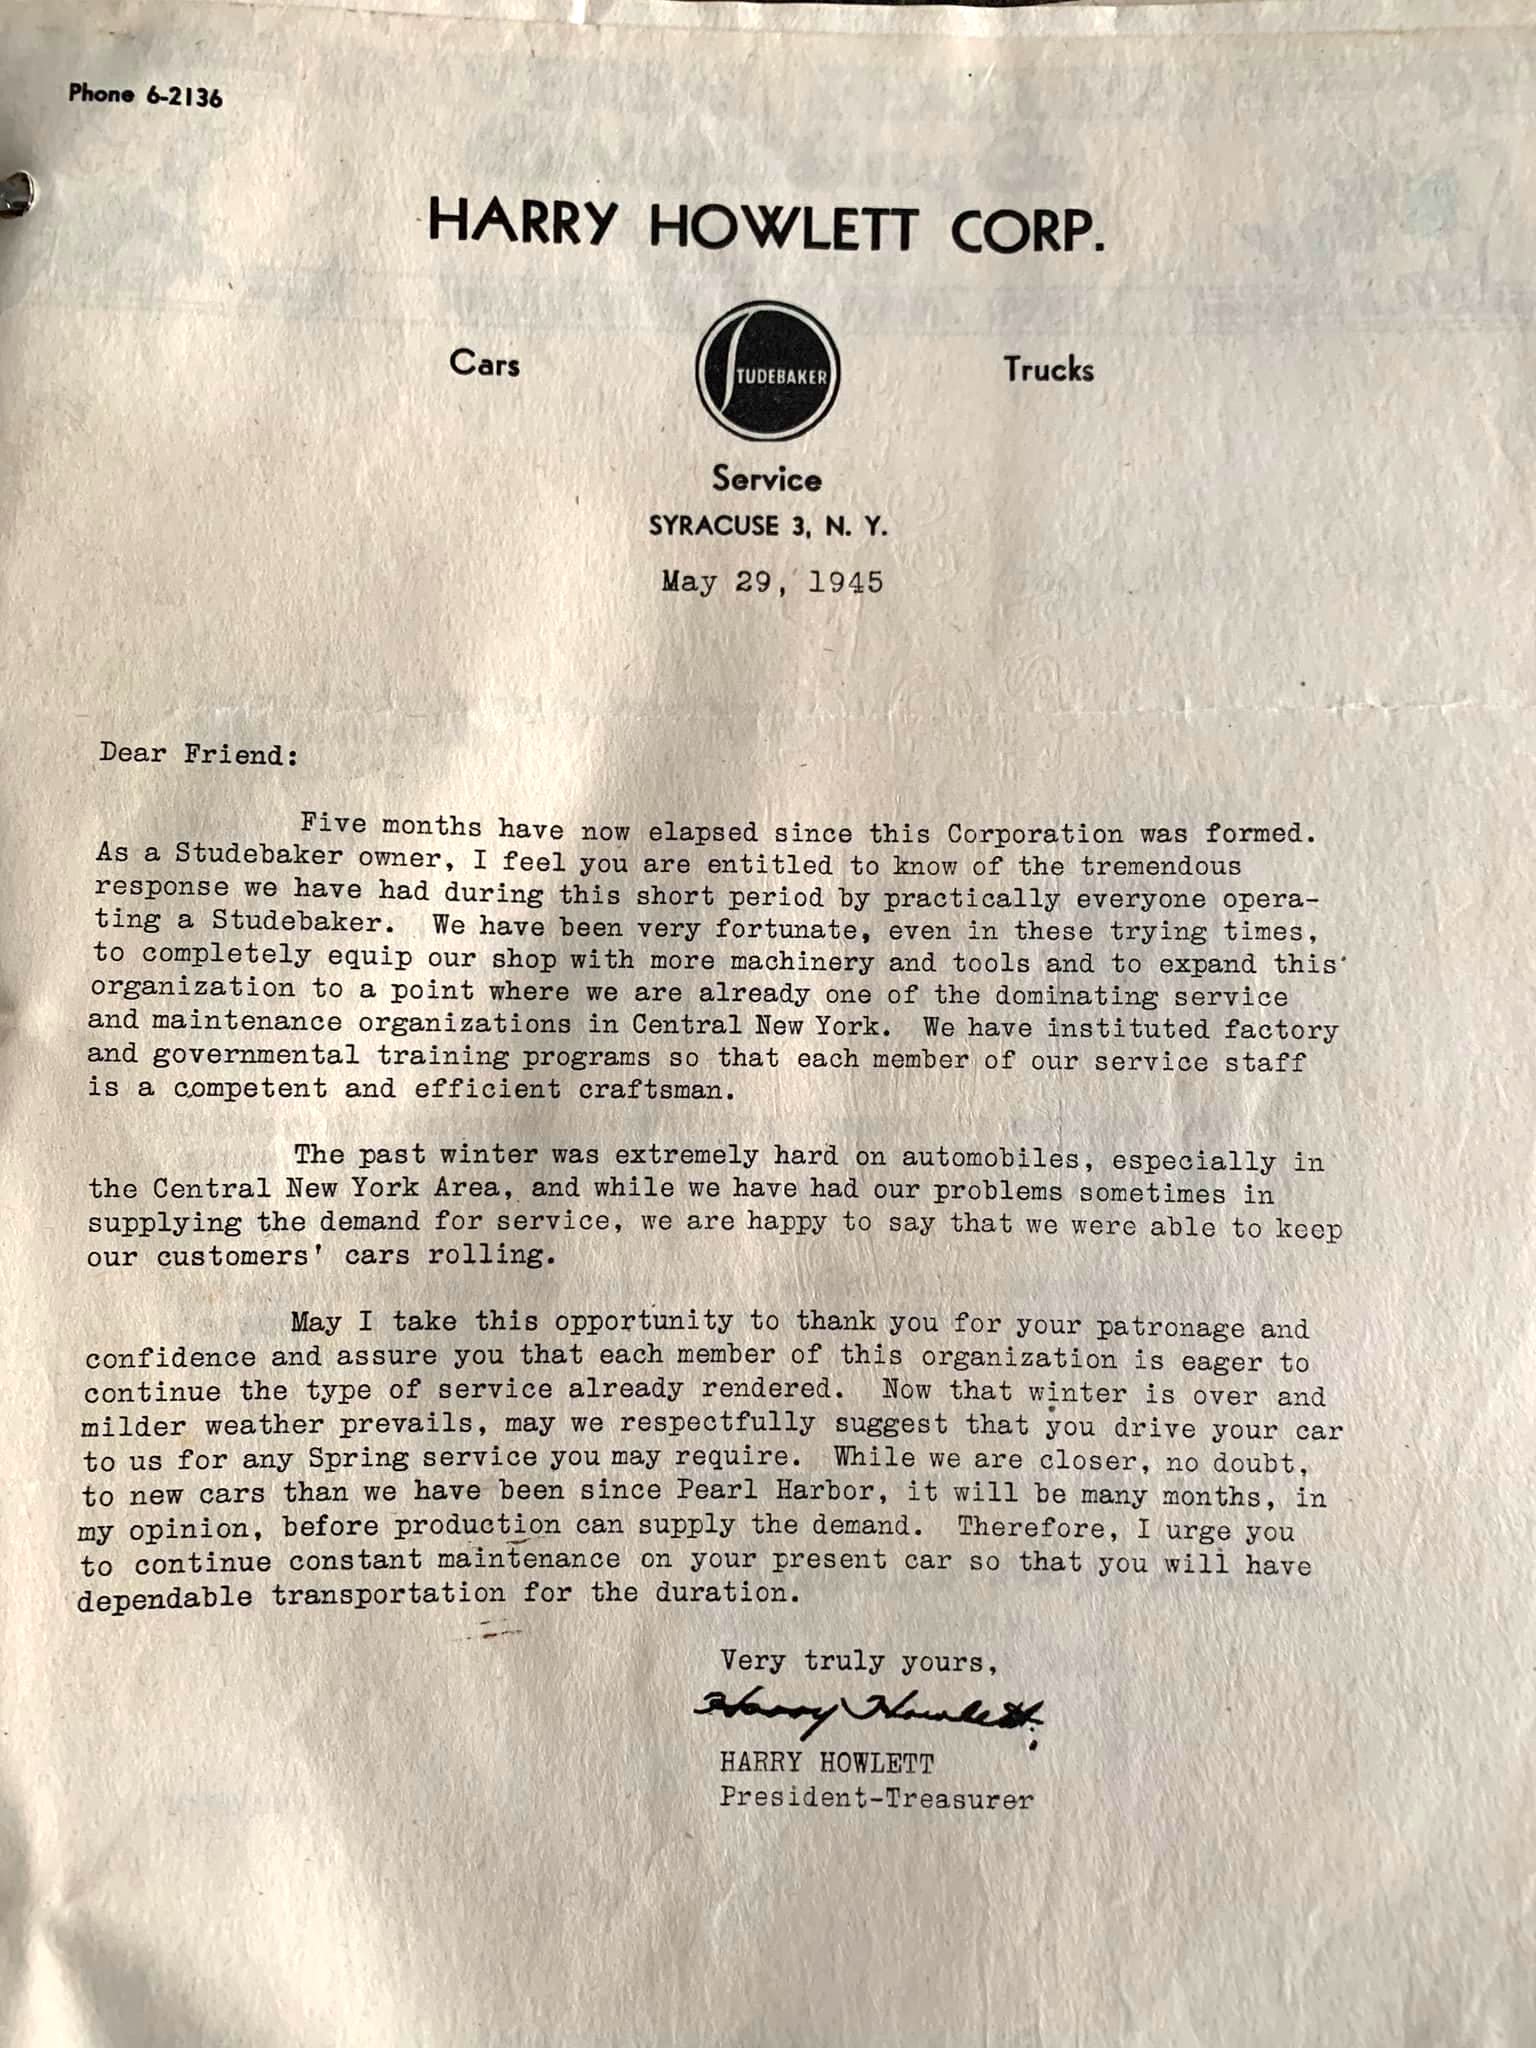 Phone 6-2136
HARRY HOWLETT CORP.
Cars
STUDEBAKER
Trucks
Service
SYRACUSE 3, N. Y.
May 29, 1945
Dear Friend:
Five months have now elapsed since this Corporation was formed.
As a Studebaker owner, I feel you are entitled to know of the tremendous
response we have had during this short period by practically everyone opera-
ting a Studebaker. We have been very fortunate, even in these trying times,
to completely equip our shop with more machinery and tools and to expand this
organization to a point where we are already one of the dominating service
and maintenance organizations in Central New York. We have instituted factory
and governmental training programs so that each member of our service staff
is a competent and efficient craftsman.
The past winter was extremely hard on automobiles, especially in
the Central New York Area, and while we have had our problems sometimes in
supplying the demand for service, we are happy to say that we were able to keep
our customers' cars rolling.
May I take this opportunity to thank you for your patronage and
confidence and assure you that each member of this organization is eager to
continue the type of service already rendered. Now that winter is over and
milder weather prevails, may we respectfully suggest that you drive your car
to us for any Spring service you may require. While we are closer, no doubt,
to new cars than we have been since Pearl Harbor, it will be many months, in
my opinion, before production can supply the demand. Therefore, I urge you
to continue constant maintenance on your present car so that you will have
dependable transportation for the duration.
Very truly yours,
Harry Howlett
HARRY HOWLETT
President-Treasurer